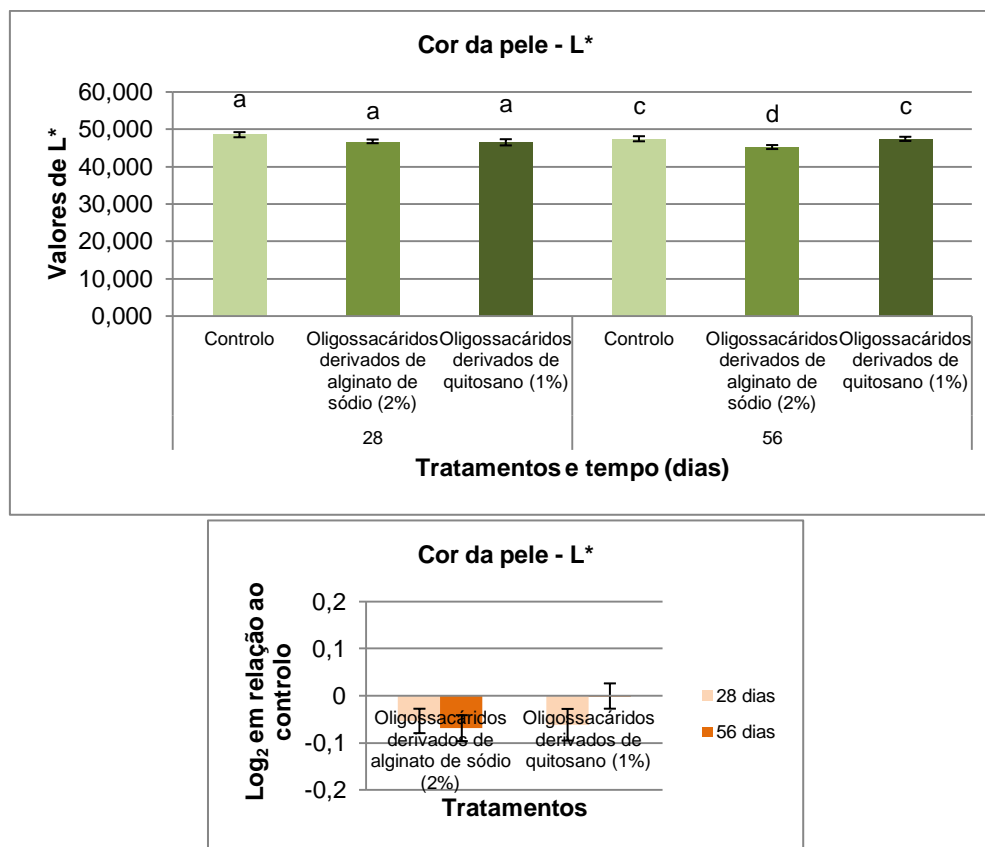 Cor da pele - L*
Valores de L*
60,000
50,000
40,000
30,000
20,000
10,000
0,000
a
a
a
c
d
c
Controlo
Oligossacáridos
derivados de
alginato de
sódio (2%)
Oligossacáridos
derivados de
quitosano (1%)
Controlo
Oligossacáridos
derivados de
alginato de
sódio (2%)
Oligossacáridos
derivados de
quitosano (1%)
28
56
Tratamentos e tempo (dias)
Cor da pele - L*
Log₂ em relação ao
controlo
0,2
0,1
0
-0,1
-0,2
Oligossacáridos
derivados de
alginato de sódio
(2%)
Oligossacáridos
derivados de
quitosano (1%)
Tratamentos
28 dias
56 dias